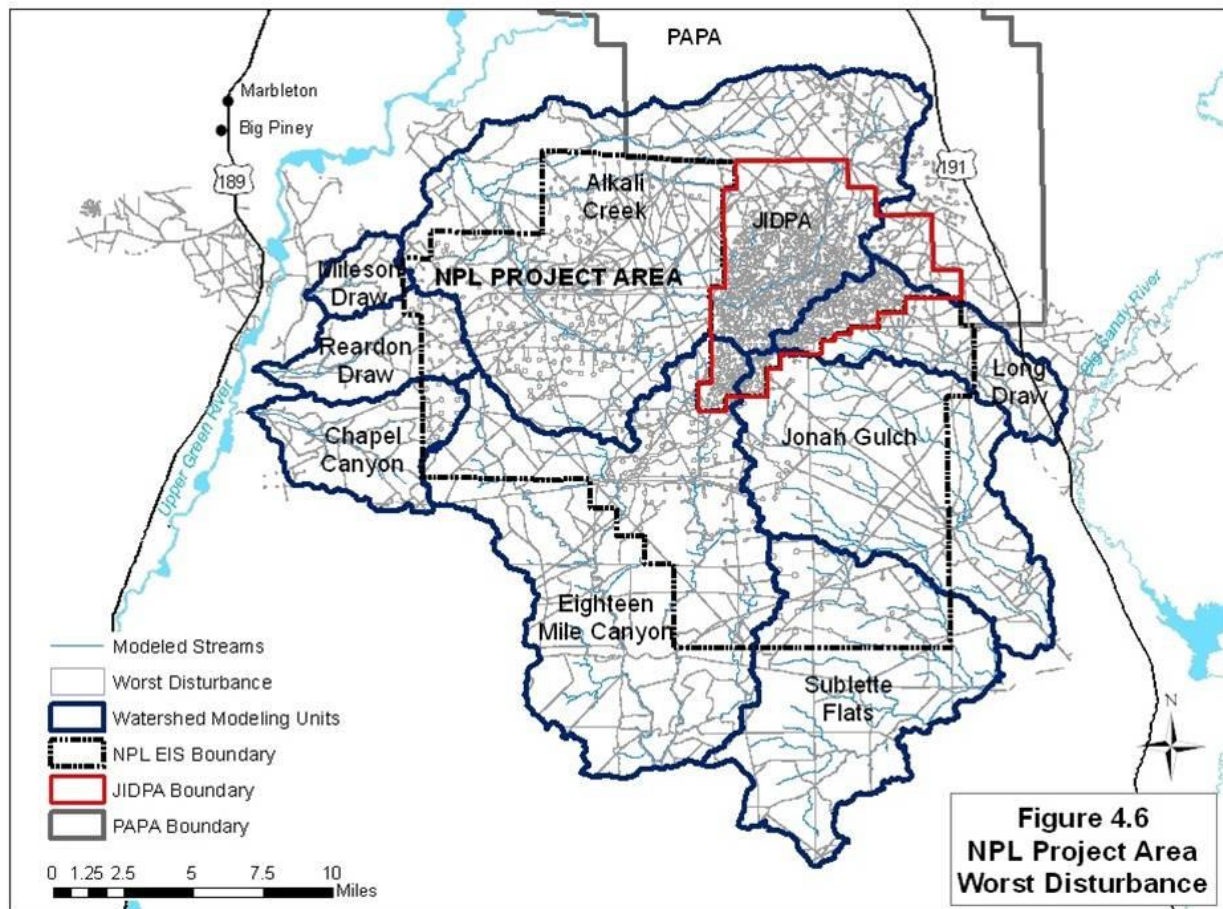 PAPA
Marbleton
Big Piney
189
191
Alkali
Creek
JIDPA
NPL PROJECT AREA
Mileson
Draw
Reardon
Draw
Long
Draw
Big Sandy River
Chapel
Canyon
Jonah Gulch
Upper Green River
Eighteen
Mile Canyon
Sublette
Flats
Modeled Streams
Worst Disturbance
Watershed Modeling Units
NPL EIS Boundary
JIDPA Boundary
PAPA Boundary
0 1.25 2.5 5 7.5 10
Miles
N
Figure 4.6
NPL Project Area
Worst Disturbance